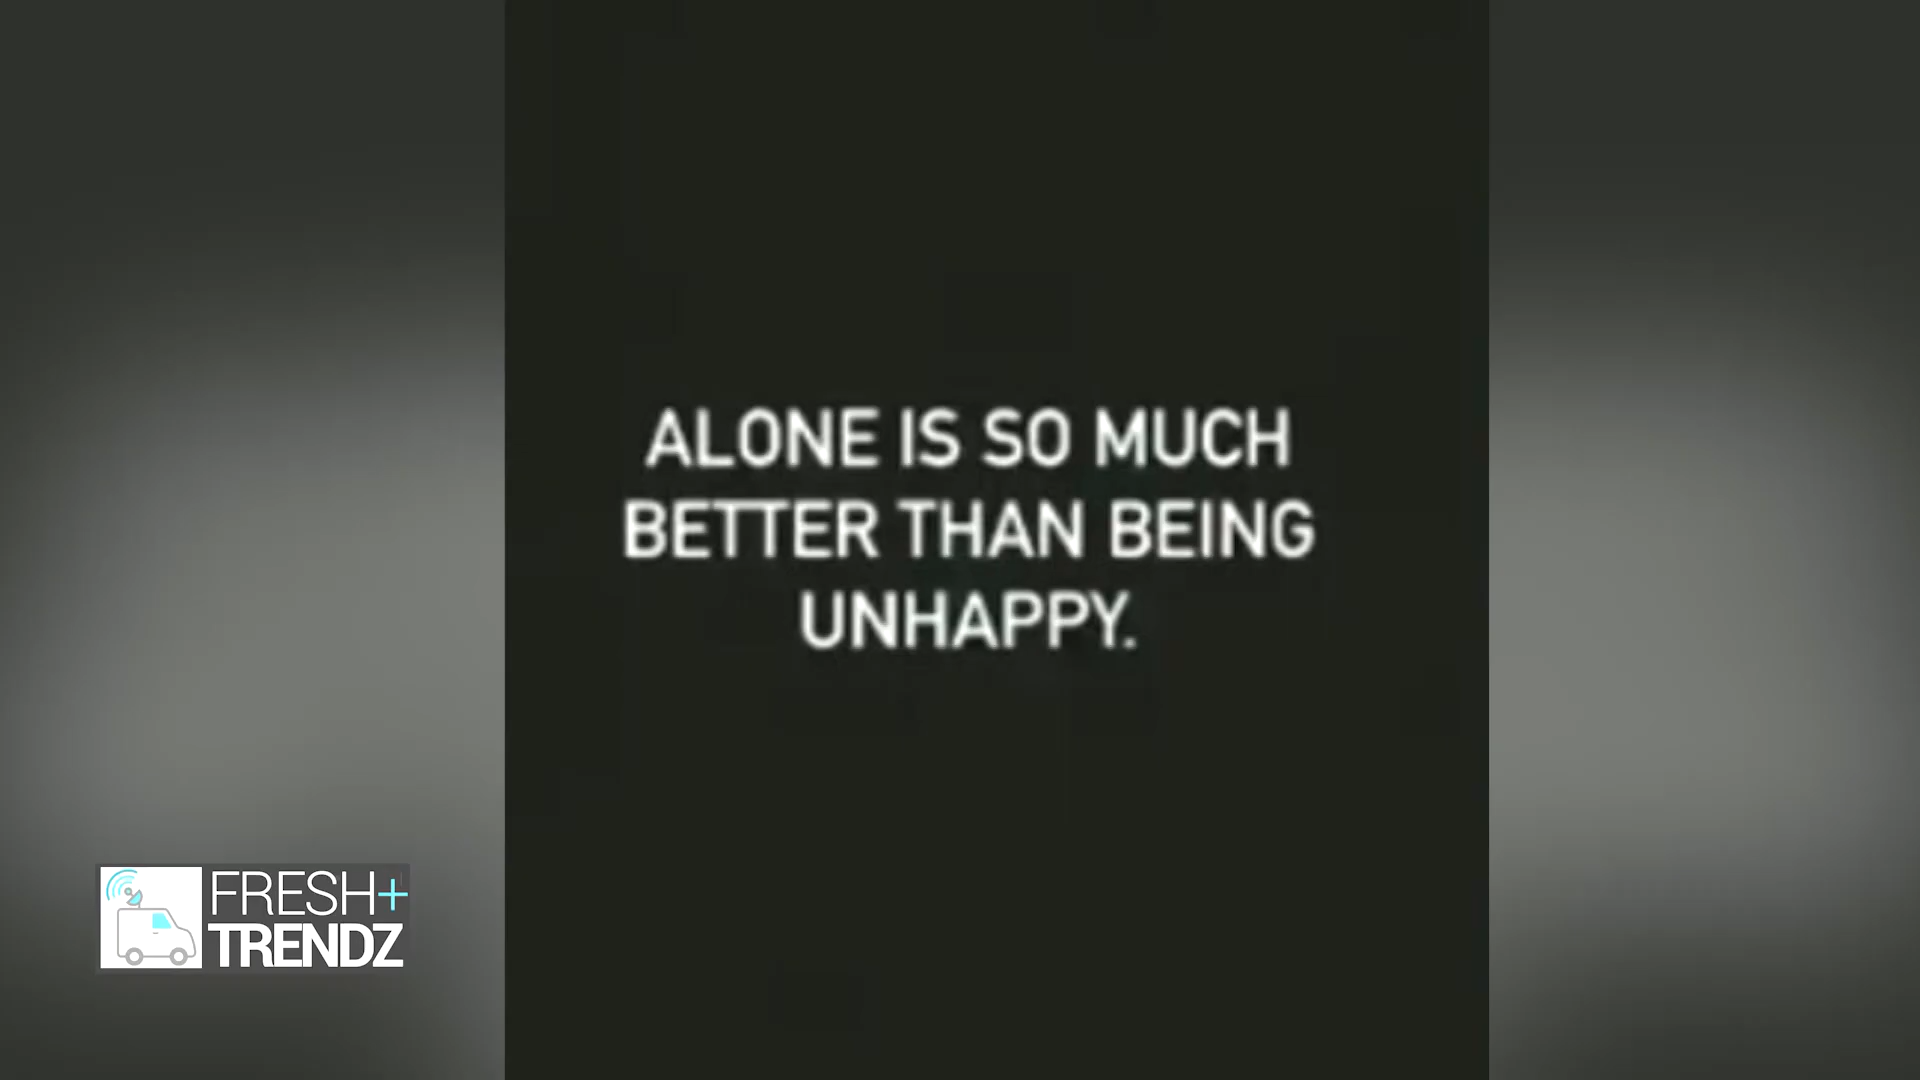 ALONE IS SO MUCH
BETTER THAN BEING
UNHAPPY.
FRESH+
TRENDZ